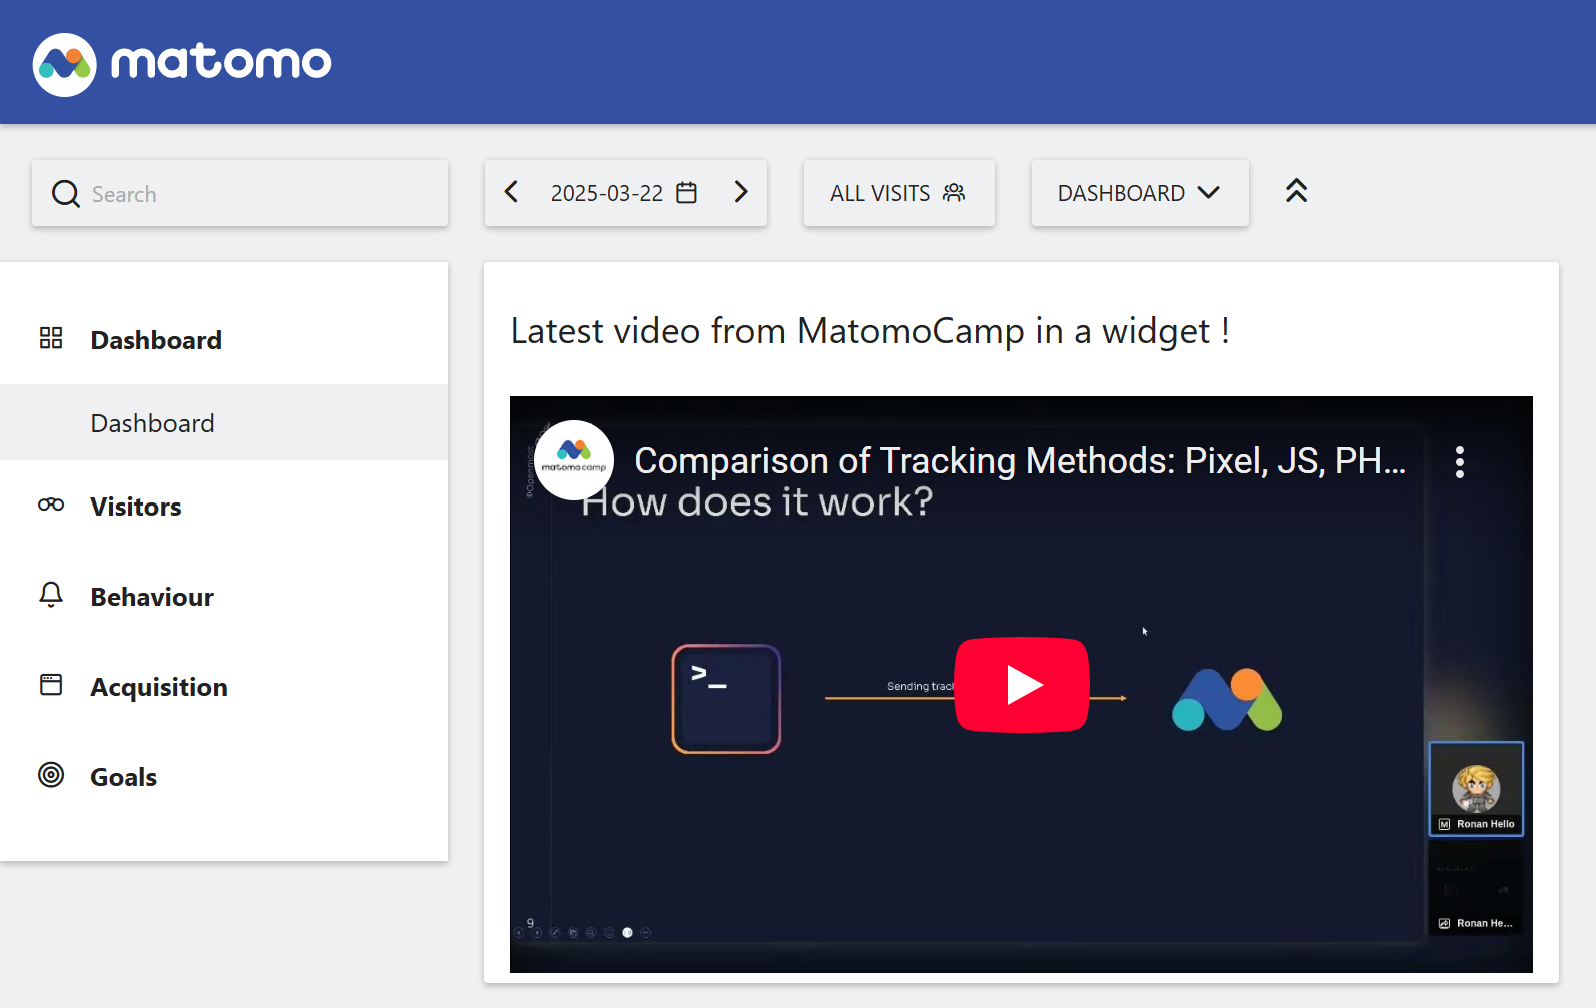 matomo
Search
2025-03-22
ALL VISITS
DASHBOARD
Dashboard
Dashboard
Visitors
Behaviour
Acquisition
Goals
Latest video from MatomoCamp in a widget !
©Openmost
matomocamp
Comparison of Tracking Methods: Pixel, JS, PH...
How does it work?
>_
Sending trac
M Ronan Hello
Ronan He...
9